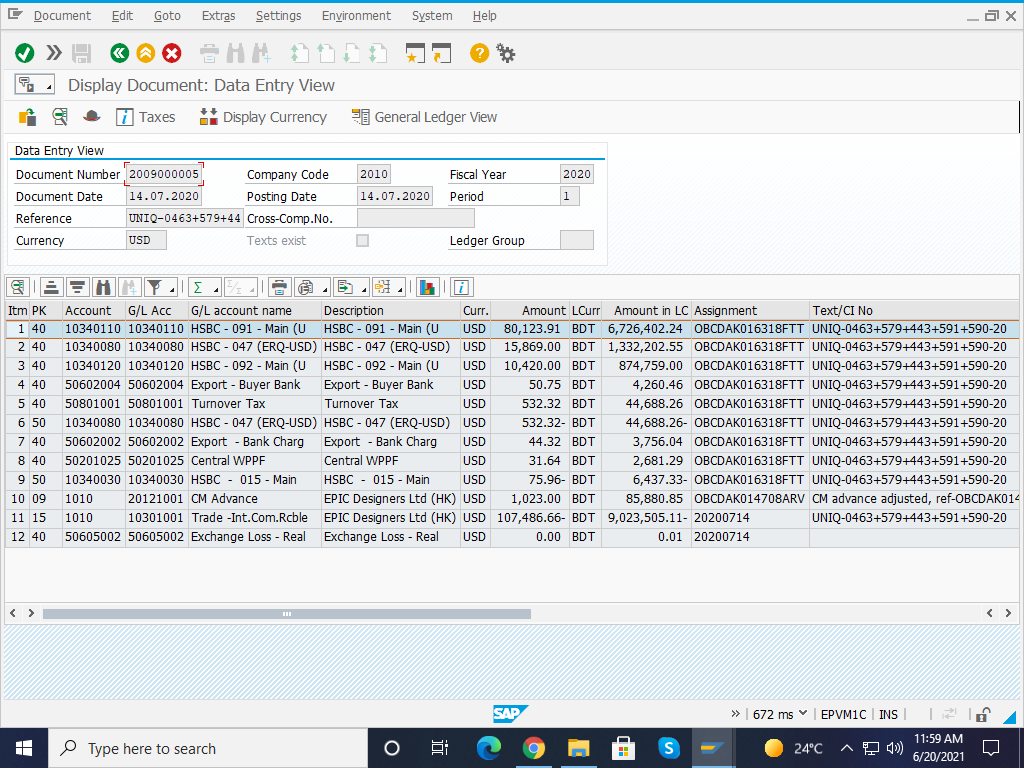 Document Edit Goto Extras Settings Environment System Help
Display Document: Data Entry View
Taxes Display Currency General Ledger View
Data Entry View
Document Number 2009000005 Company Code 2010 Fiscal Year 2020
Document Date 14.07.2020 Posting Date 14.07.2020 Period 1
Reference UNIQ-0463+579+44 Cross-Comp.No.
Currency USD Texts exist Ledger Group
Itm PK Account G/L Acc G/L account name Description Curr. Amount LCurr Amount in LC Assignment Text/CI No
1 40 10340110 10340110 HSBC - 091 - Main (U HSBC - 091 - Main (U USD 80,123.91 BDT 6,726,402.24 OBCDAK016318FTT UNIQ-0463+579+443+591+590-20
2 40 10340080 10340080 HSBC - 047 (ERQ-USD) HSBC - 047 (ERQ-USD) USD 15,869.00 BDT 1,332,202.55 OBCDAK016318FTT UNIQ-0463+579+443+591+590-20
3 40 10340120 10340120 HSBC - 092 - Main (U HSBC - 092 - Main (U USD 10,420.00 BDT 874,759.00 OBCDAK016318FTT UNIQ-0463+579+443+591+590-20
4 40 50602004 50602004 Export - Buyer Bank Export - Buyer Bank USD 50.75 BDT 4,260.46 OBCDAK016318FTT UNIQ-0463+579+443+591+590-20
5 40 50801001 50801001 Turnover Tax Turnover Tax USD 532.32 BDT 44,688.26 OBCDAK016318FTT UNIQ-0463+579+443+591+590-20
6 50 10340080 10340080 HSBC - 047 (ERQ-USD) HSBC - 047 (ERQ-USD) USD 532.32- BDT 44,688.26- OBCDAK016318FTT UNIQ-0463+579+443+591+590-20
7 40 50602002 50602002 Export - Bank Charg Export - Bank Charg USD 44.32 BDT 3,756.04 OBCDAK016318FTT UNIQ-0463+579+443+591+590-20
8 40 50201025 50201025 Central WPPF Central WPPF USD 31.64 BDT 2,681.29 OBCDAK016318FTT UNIQ-0463+579+443+591+590-20
9 50 10340030 10340030 HSBC - 015 - Main HSBC - 015 - Main USD 75.96- BDT 6,437.33- OBCDAK016318FTT UNIQ-0463+579+443+591+590-20
10 09 1010 20121001 CM Advance EPIC Designers Ltd (HK) USD 1,023.00 BDT 85,880.85 OBCDAK014708ARV CM advance adjusted, ref-OBCDAK014
11 15 1010 10301001 Trade -Int.Com.Rcble EPIC Designers Ltd (HK) USD 107,486.66- BDT 9,023,505.11- 20200714 UNIQ-0463+579+443+591+590-20
12 40 50605002 50605002 Exchange Loss - Real Exchange Loss - Real USD 0.00 BDT 0.01 20200714
SAP 672 ms EPVM1C INS
Type here to search 24°C 11:59 AM
6/20/2021